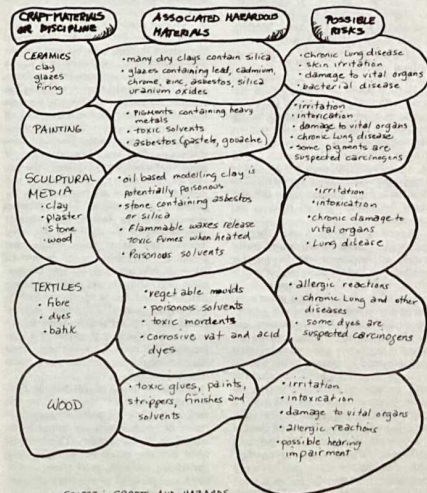 CRAFT MATERIALS
OR DISCIPLINE
ASSOCIATED HAZARDOUS
MATERIALS
POSSIBLE
RISKS
CERAMICS
clay
glazes
firing
• many dry clays contain silica
• glazes containing lead, cadmium,
chrome, zinc, asbestos, silica
uranium oxides
• chronic Lung disease
• skin irritation
• damage to vital organs
• bacterial disease
PAINTING
• PIGMENTS containing heavy
metals
• toxic solvents
• asbestos (pastels, gouache)
• irritation
• intoxication
• damage to vital organs
• chronic Lung disease
• some pigments are
suspected carcinogens
SCULPTURAL
MEDIA
• clay
• plaster
• stone
• wood
• oil based modelling clay is
potentially poisonous
• stone containing asbestos
or silica
• Flammable waxes release
toxic fumes when heated
• Poisonous solvents
• irritation
• intoxication
• chronic damage to
vital organs
• Lung disease
TEXTILES
• fibre
• dyes
• batik
• vegetable moulds
• poisonous solvents
• toxic mordents
• corrosive vat and acid
dyes
• allergic reactions
• chronic Lung and other
diseases
• some dyes are
suspected carcinogens
WOOD
• toxic glues, paints,
strippers, finishes and
solvents
• irritation
• intoxication
• damage to vital organs
• allergic reactions
• possible hearing
impairment
CRAFTS AND HAZARDS